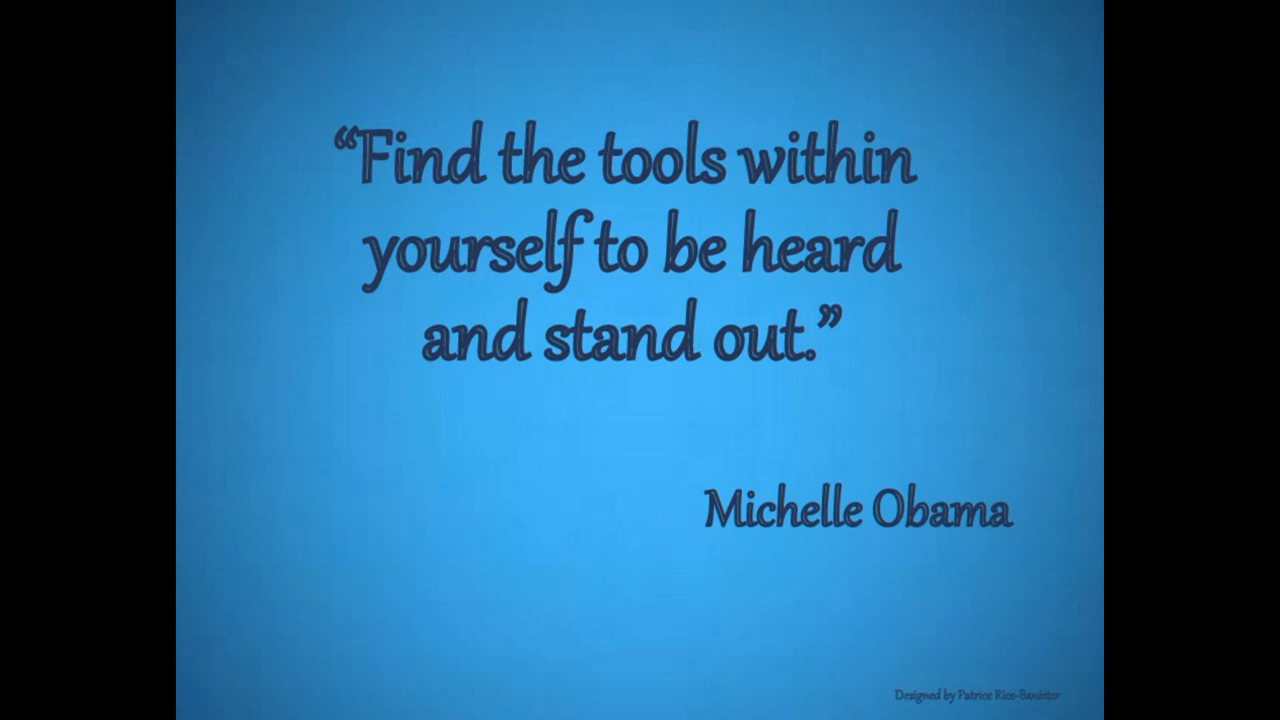 “Find the tools within
yourself to be heard
and stand out.”
Michelle Obama
Designed by Patrice Rice-Banister